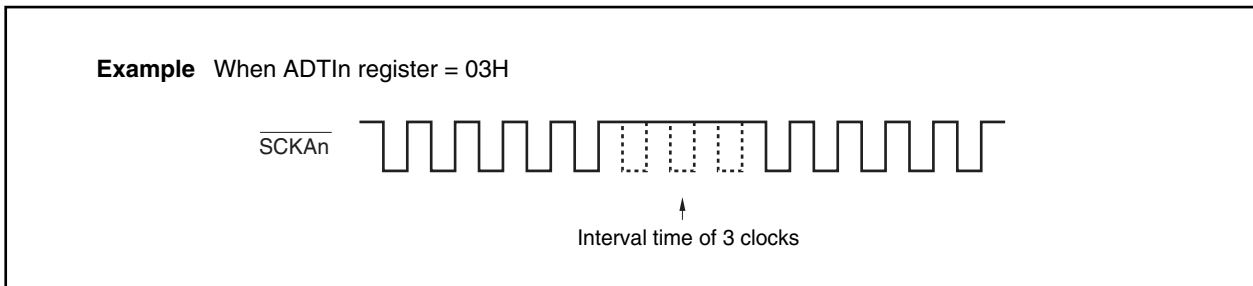 Example When ADTIn register = 03H
SCKAn
Interval time of 3 clocks